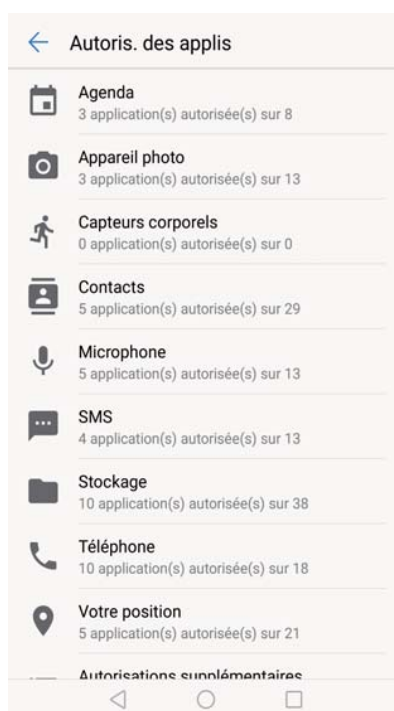 Autoris. des applis
Agenda
3 application(s) autorisée(s) sur 8
Appareil photo
3 application(s) autorisée(s) sur 13
Capteurs corporels
0 application(s) autorisée(s) sur 0
Contacts
5 application(s) autorisée(s) sur 29
Microphone
5 application(s) autorisée(s) sur 13
SMS
4 application(s) autorisée(s) sur 13
Stockage
10 application(s) autorisée(s) sur 38
Téléphone
10 application(s) autorisée(s) sur 18
Votre position
5 application(s) autorisée(s) sur 21
Autorisations supplémentaires